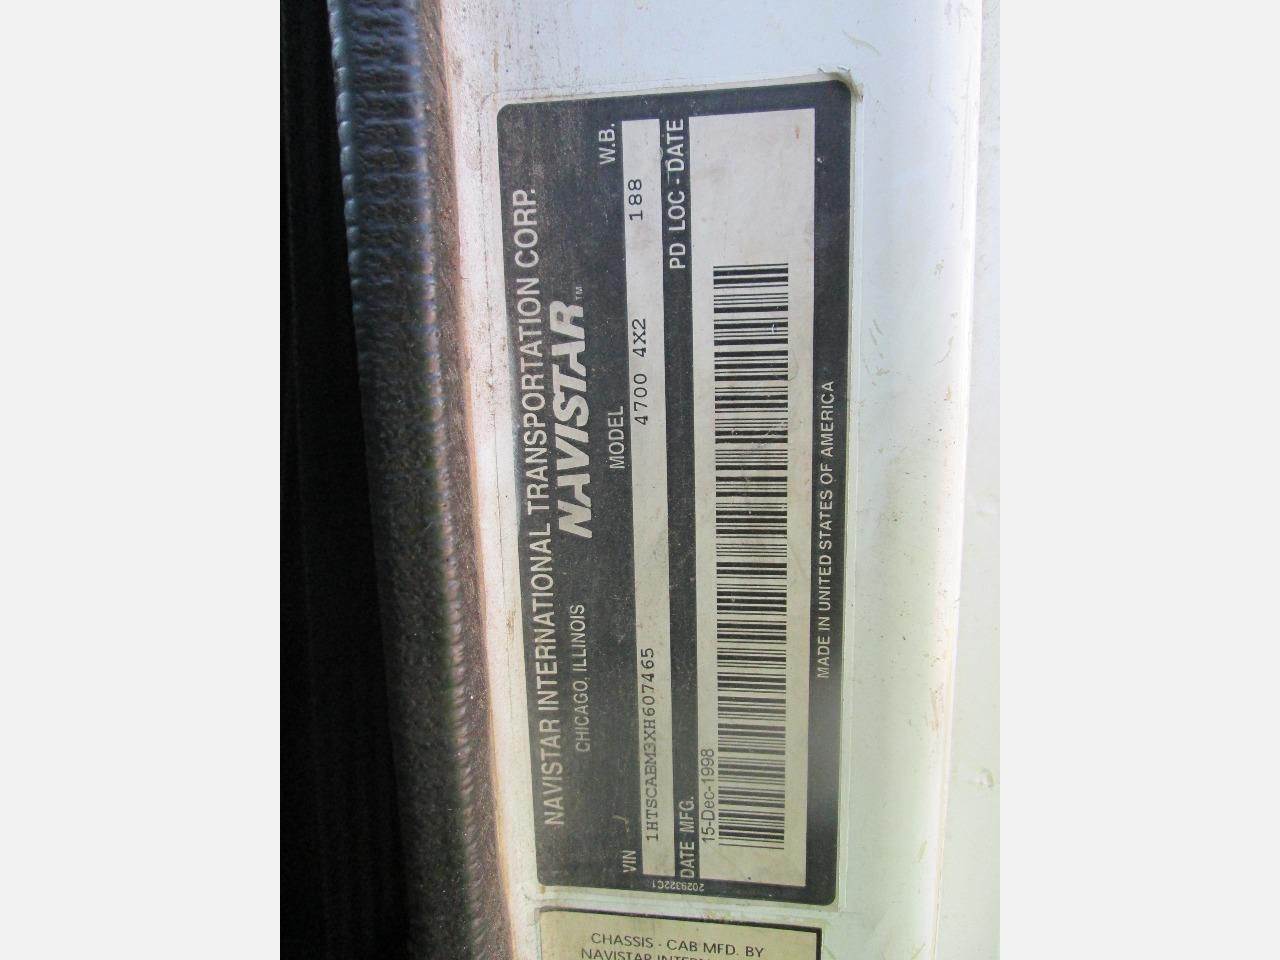 NAVISTAR INTERNATIONAL TRANSPORTATION CORP.
CHICAGO, ILLINOIS NAVISTAR™
VIN MODEL W.B.
1HTSCABM3XH607465 4700 4X2 188
DATE MFG. PD LOC - DATE
15-Dec-1998
MADE IN UNITED STATES OF AMERICA
2029322C1
CHASSIS - CAB MFD. BY
NAVISTAR